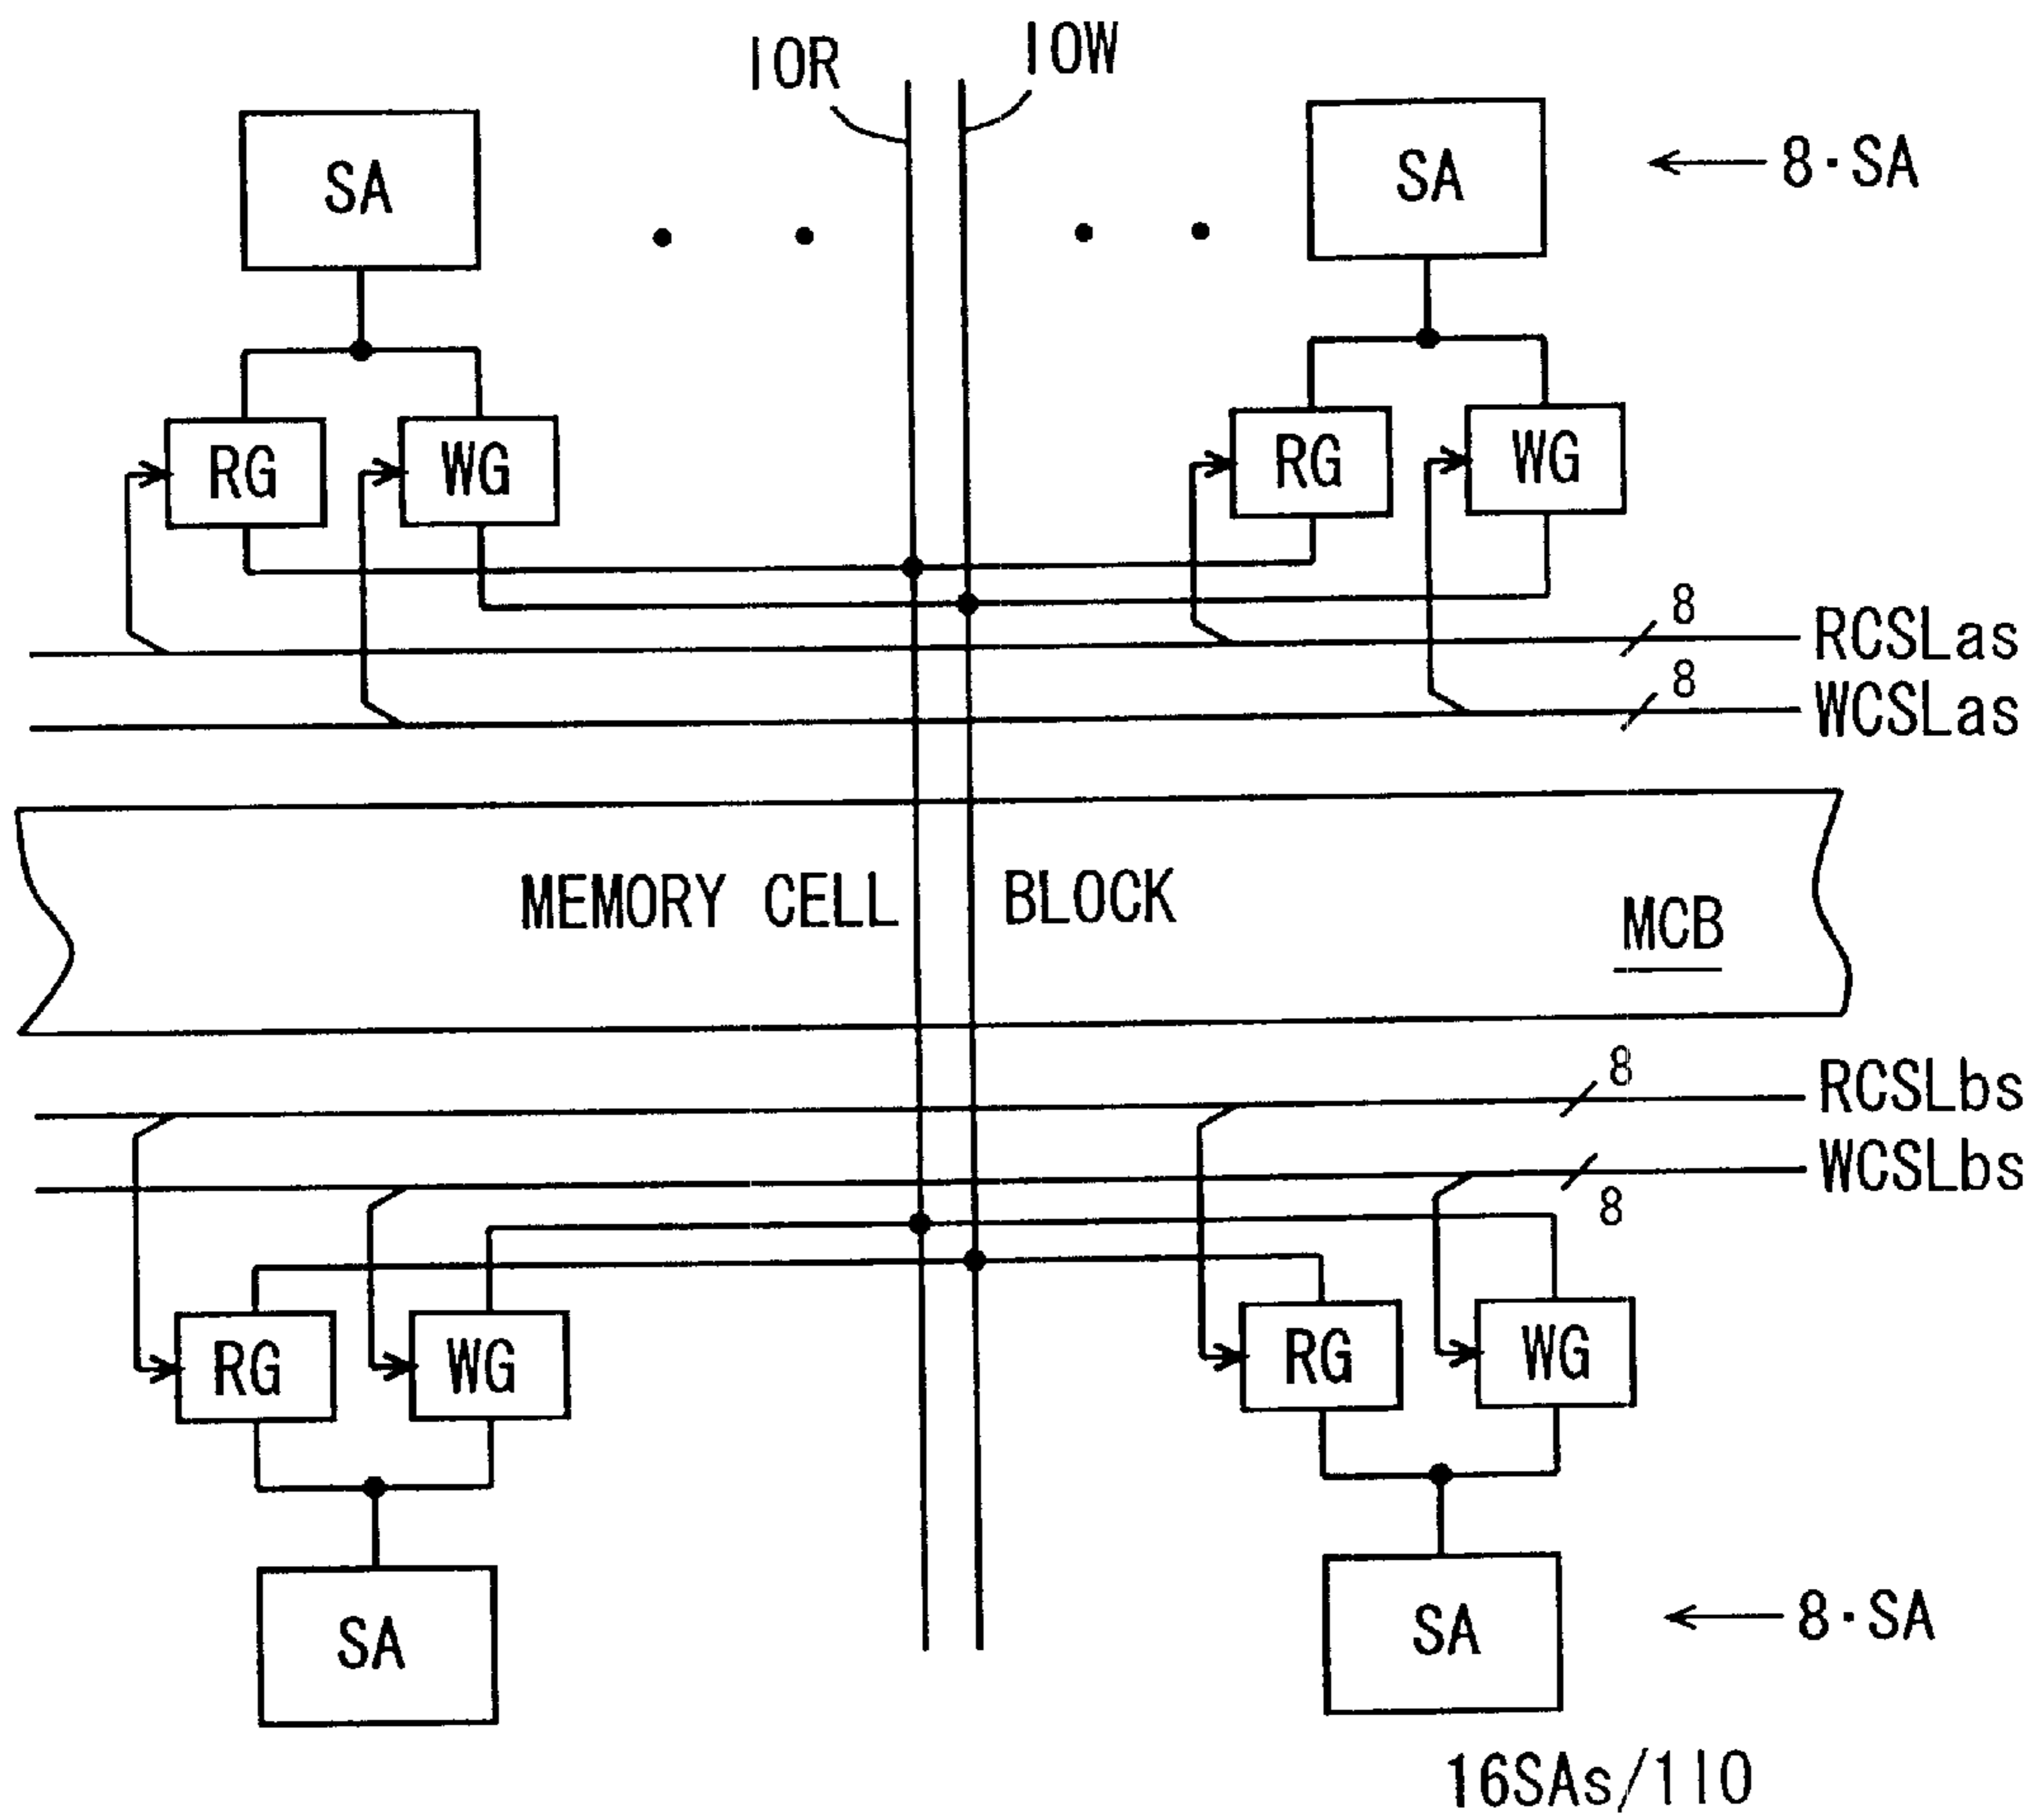 IOR
IOW
SA
SA
8·SA
RG
WG
RG
WG
8
RCSLas
8
WCSLas
MEMORY CELL BLOCK
MCB
8
RCSLbs
WCSLbs
8
RG
WG
RG
WG
SA
SA
8·SA
16SAs/1IO